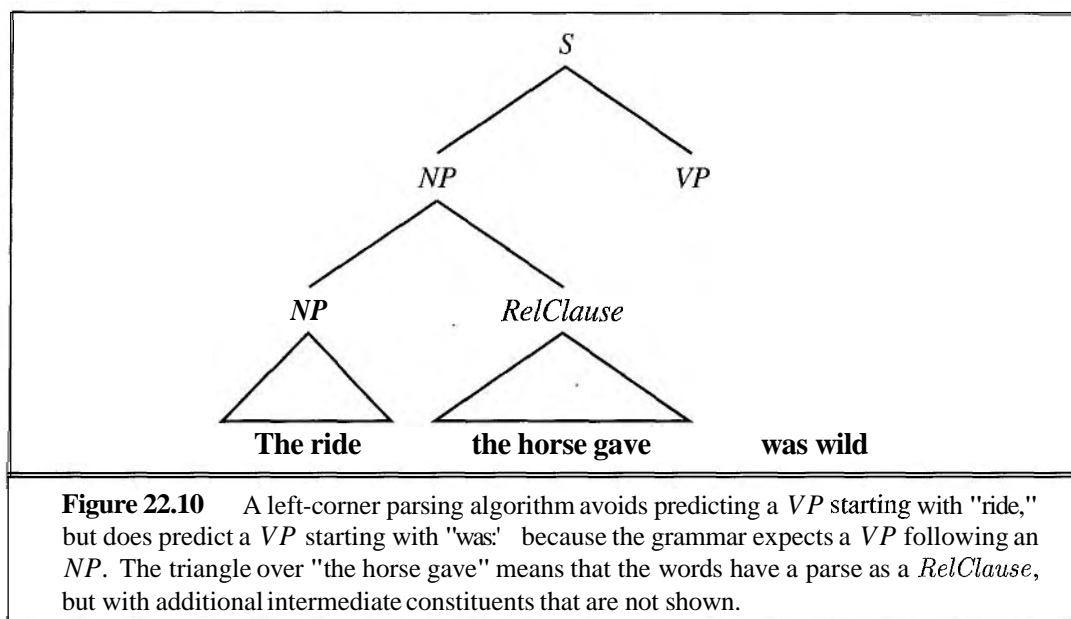 S
NP VP
NP RelClause
The ride the horse gave was wild
Figure 22.10 A left-corner parsing algorithm avoids predicting a VP starting with "ride,"
but does predict a VP starting with "was:' because the grammar expects a VP following an
NP. The triangle over "the horse gave" means that the words have a parse as a RelClause,
but with additional intermediate constituents that are not shown.